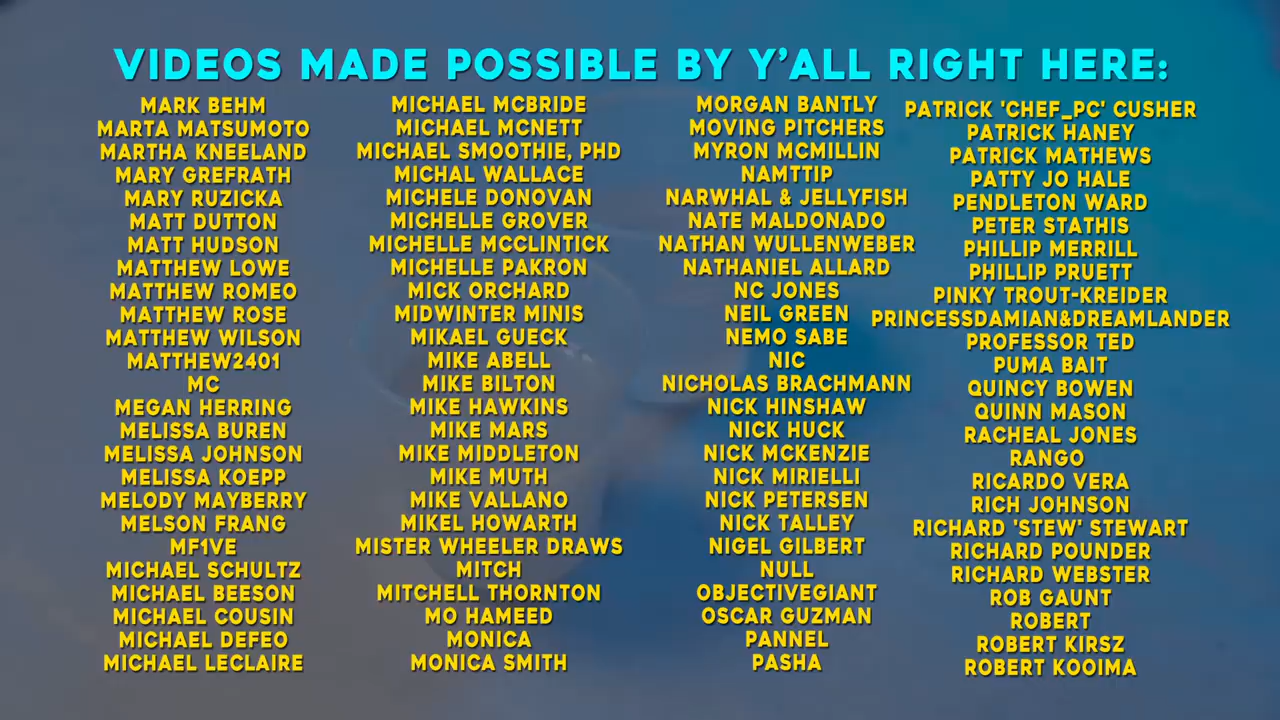 VIDEOS MADE POSSIBLE BY Y'ALL RIGHT HERE:
MARK BEHM
MARTA MATSUMOTO
MARTHA KNEELAND
MARY GREFRATH
MARY RUZICKA
MATT DUTTON
MATT HUDSON
MATTHEW LOWE
MATTHEW ROMEO
MATTHEW ROSE
MATTHEW WILSON
MATTHEW2401
MC
MEGAN HERRING
MELISSA BUREN
MELISSA JOHNSON
MELISSA KOEPP
MELODY MAYBERRY
MELSON FRANG
MF1VE
MICHAEL SCHULTZ
MICHAEL BEESON
MICHAEL COUSIN
MICHAEL DEFEO
MICHAEL LECLAIRE
MICHAEL MCBRIDE
MICHAEL MCNETT
MICHAEL SMOOTHIE, PHD
MICHAL WALLACE
MICHELE DONOVAN
MICHELLE GROVER
MICHELLE MCCLINTICK
MICHELLE PAKRON
MICK ORCHARD
MIDWINTER MINIS
MIKAEL GUECK
MIKE ABELL
MIKE BILTON
MIKE HAWKINS
MIKE MARS
MIKE MIDDLETON
MIKE MUTH
MIKE VALLANO
MIKEL HOWARTH
MISTER WHEELER DRAWS
MITCH
MITCHELL THORNTON
MO HAMEED
MONICA
MONICA SMITH
MORGAN BANTLY
MOVING PITCHERS
MYRON MCMILLIN
NAMTTIP
NARWHAL & JELLYFISH
NATE MALDONADO
NATHAN WULLENWEBER
NATHANIEL ALLARD
NC JONES
NEIL GREEN
NEMO SABE
NIC
NICHOLAS BRACHMANN
NICK HINSHAW
NICK HUCK
NICK MCKENZIE
NICK MIRIELLI
NICK PETERSEN
NICK TALLEY
NIGEL GILBERT
NULL
OBJECTIVEGIANT
OSCAR GUZMAN
PANNEL
PASHA
PATRICK 'CHEF_PC' CUSHER
PATRICK HANEY
PATRICK MATHEWS
PATTY JO HALE
PENDLETON WARD
PETER STATHIS
PHILLIP MERRILL
PHILLIP PRUETT
PINKY TROUT-KREIDER
PRINCESSDAMIAN&DREAMLANDER
PROFESSOR TED
PUMA BAIT
QUINCY BOWEN
QUINN MASON
RACHEAL JONES
RANGO
RICARDO VERA
RICH JOHNSON
RICHARD 'STEW' STEWART
RICHARD POUNDER
RICHARD WEBSTER
ROB GAUNT
ROBERT
ROBERT KIRSZ
ROBERT KOOIMA